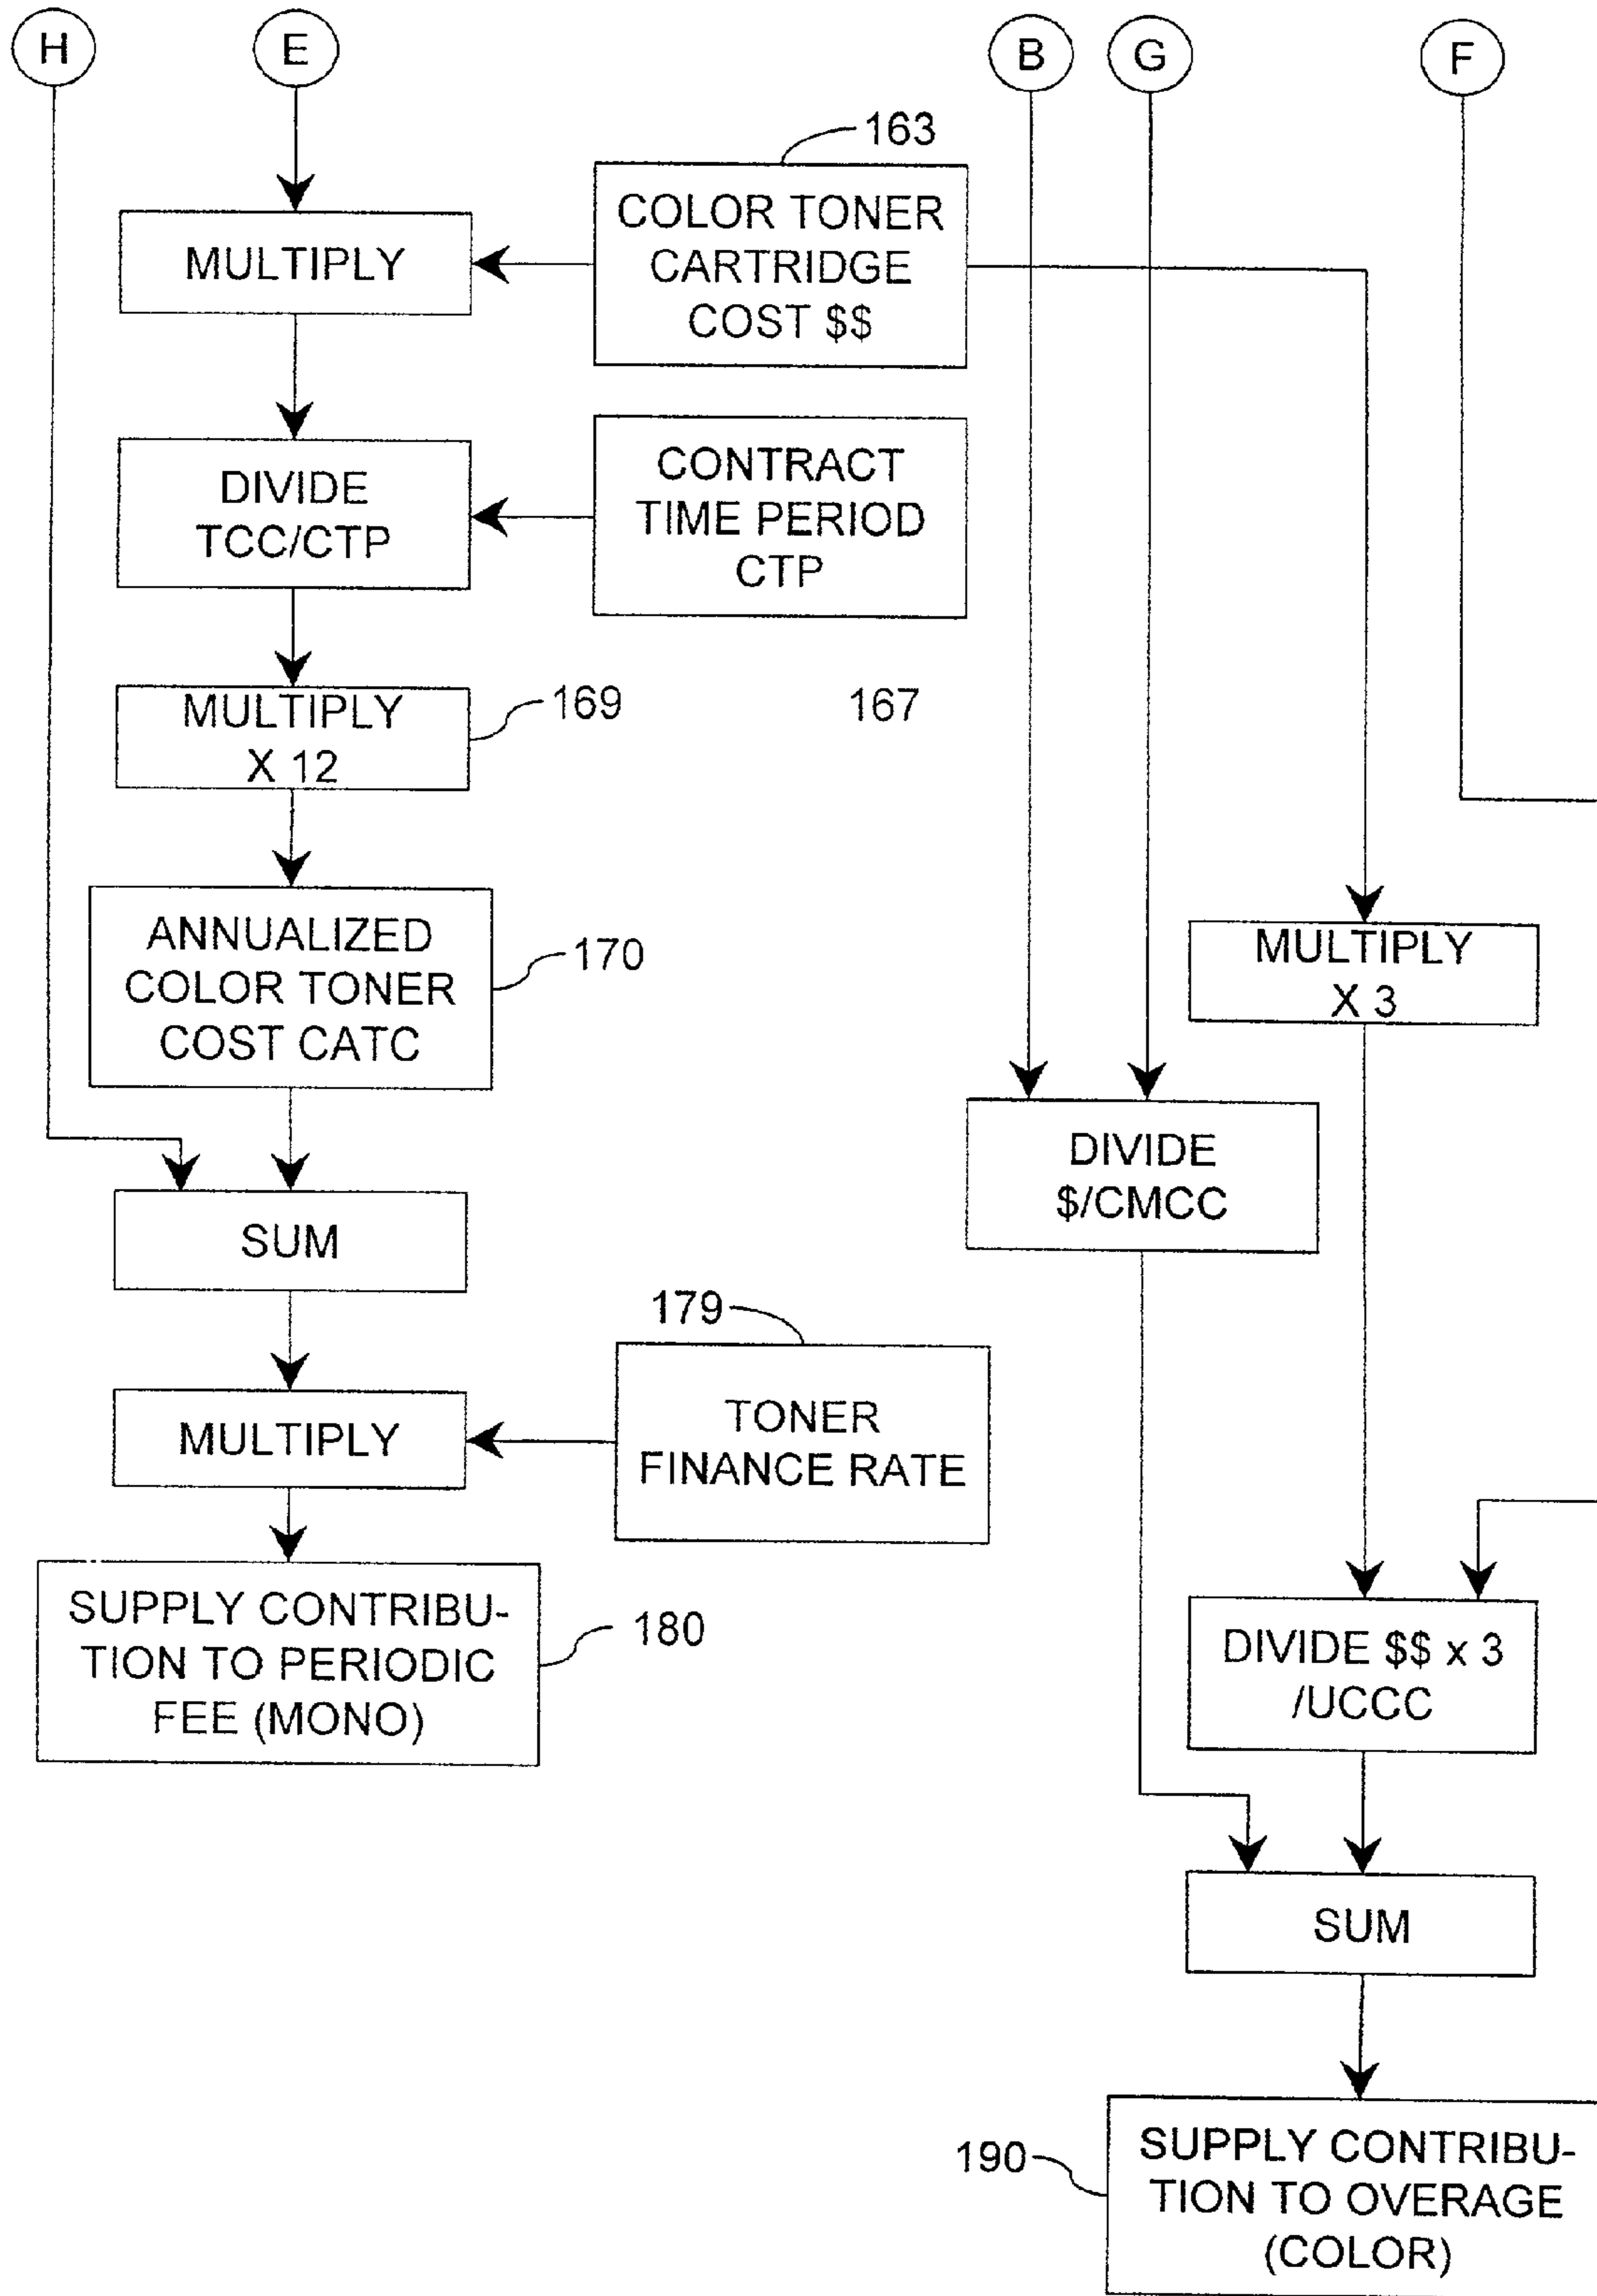 H
E
B
G
F
163
COLOR TONER
CARTRIDGE
COST $$
MULTIPLY
DIVIDE
TCC/CTP
CONTRACT
TIME PERIOD
CTP
MULTIPLY
X 12
169
167
ANNUALIZED
COLOR TONER
COST CATC
170
MULTIPLY
X 3
DIVIDE
$/CMCC
SUM
179
TONER
FINANCE RATE
MULTIPLY
SUPPLY CONTRIBU-
TION TO PERIODIC
FEE (MONO)
180
DIVIDE $$ x 3
/UCCC
SUM
190
SUPPLY CONTRIBU-
TION TO OVERAGE
(COLOR)